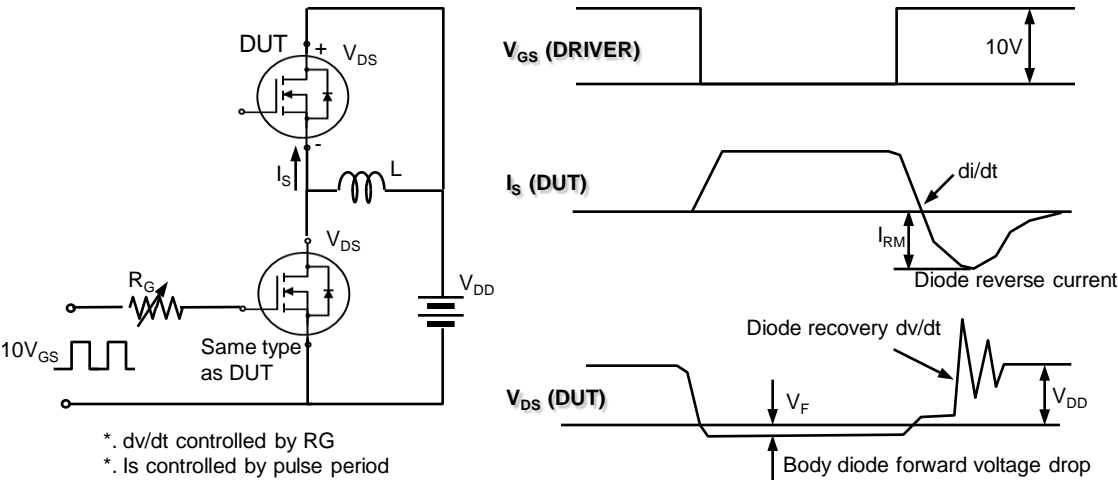 DUT
+
V_DS
-
I_S
L
V_DS
R_G
V_DD
10V_GS
Same type
as DUT
*. dv/dt controlled by RG
*. Is controlled by pulse period
V_GS (DRIVER)
10V
I_S (DUT)
di/dt
I_RM
Diode reverse current
Diode recovery dv/dt
V_DS (DUT)
V_F
V_DD
Body diode forward voltage drop